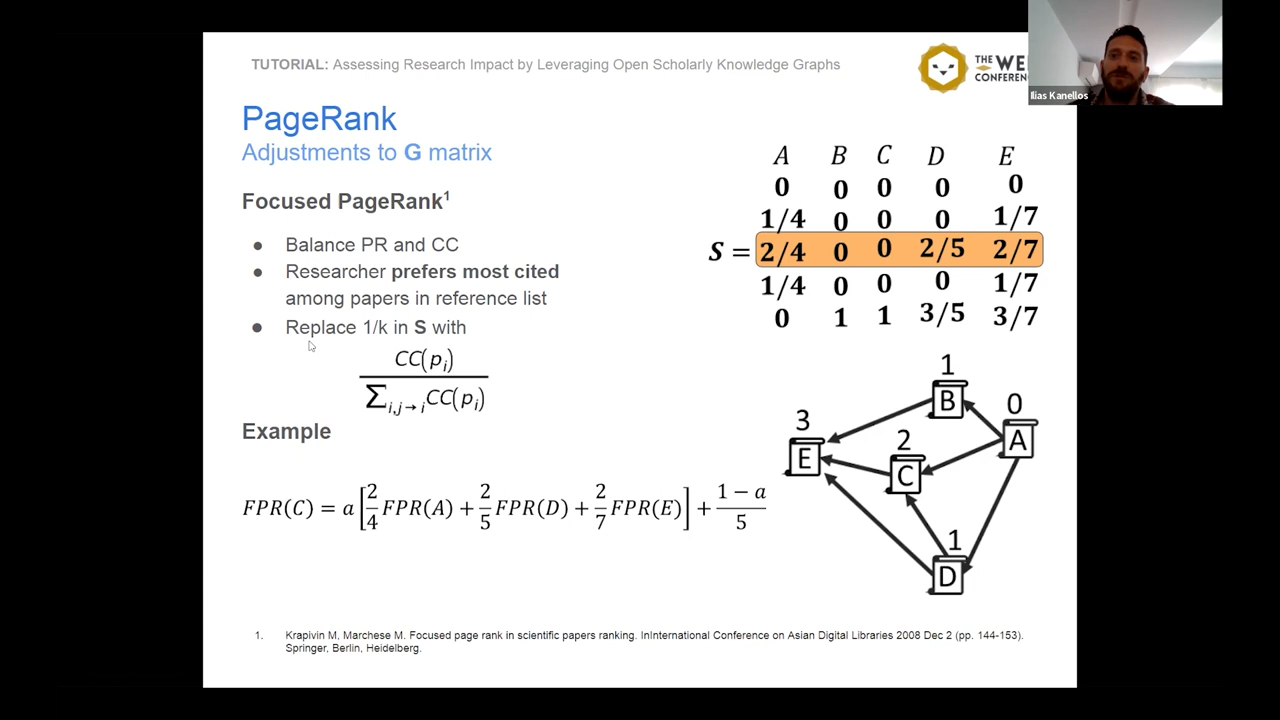 TUTORIAL: Assessing Research Impact by Leveraging Open Scholarly Knowledge Graphs
THE WE
CONFEREN
Ilias Kanellos
PageRank
Adjustments to G matrix
Focused PageRank1
● Balance PR and CC
● Researcher prefers most cited
among papers in reference list
● Replace 1/k in S with
CC(pi)
∑i,j→i CC(pi)
Example
FPR(C) = a [2/4 FPR(A) + 2/5 FPR(D) + 2/7 FPR(E)] + (1 − a)/5
A B C D E
0 0 0 0 0
1/4 0 0 0 1/7
S = 2/4 0 0 2/5 2/7
1/4 0 0 0 1/7
0 1 1 3/5 3/7
1
B
0
A
3
E
2
C
1
D
1. Krapivin M, Marchese M. Focused page rank in scientific papers ranking. InInternational Conference on Asian Digital Libraries 2008 Dec 2 (pp. 144-153).
Springer, Berlin, Heidelberg.